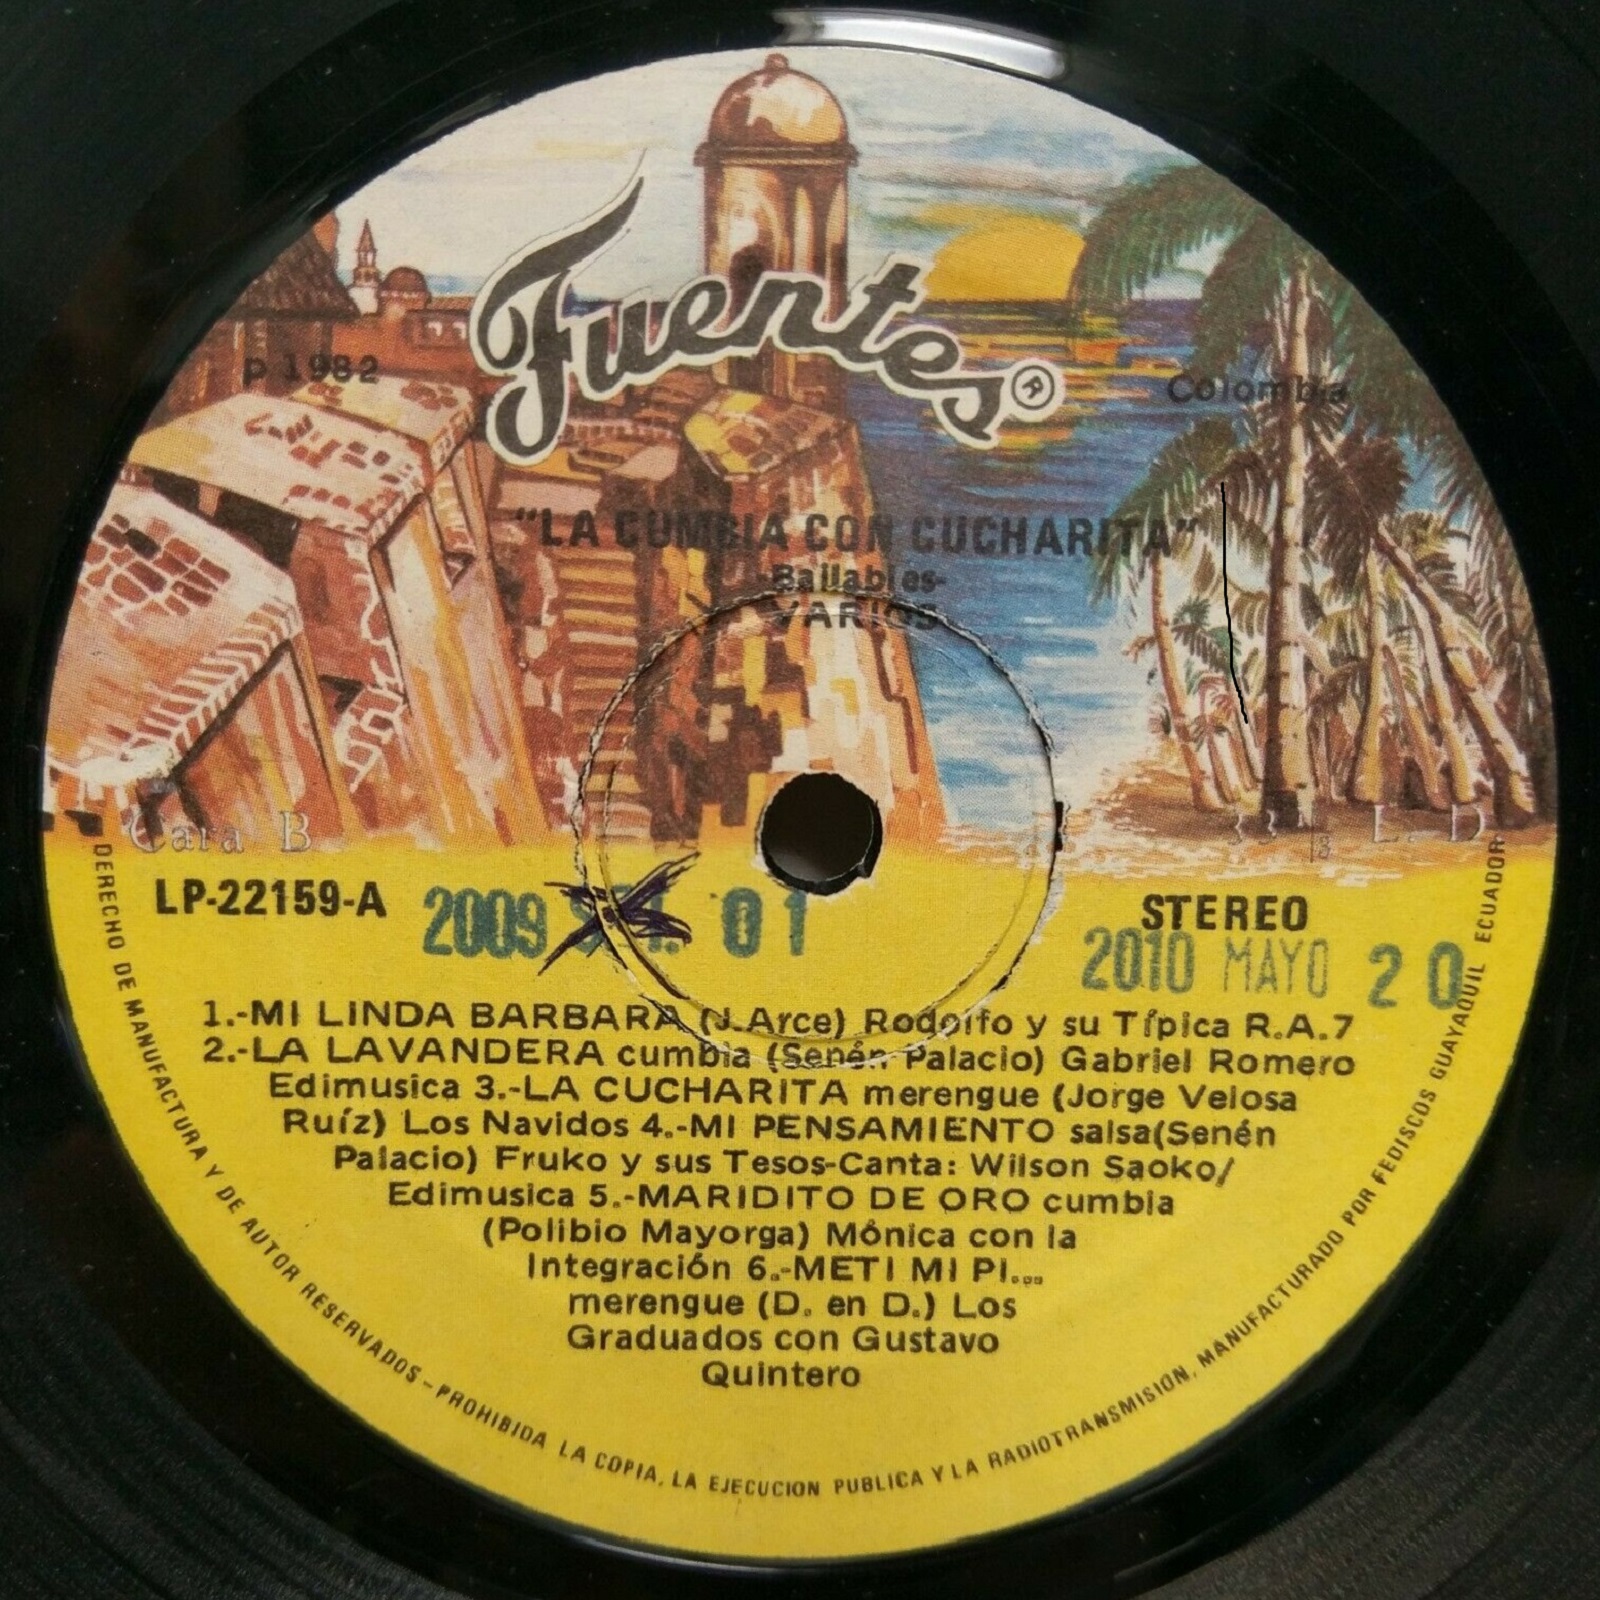 Fuentes®
p 1982
Colombia
"LA CUMBIA CON CUCHARITA"
-Bailables-
VARIOS
Cara B
33 1/3 L. D.
LP-22159-A
STEREO
2009 01
2010 MAYO 20
1.-MI LINDA BARBARA (J.Arce) Rodolfo y su Típica R.A.7
2.-LA LAVANDERA cumbia (Senén Palacio) Gabriel Romero
Edimusica 3.-LA CUCHARITA merengue (Jorge Velosa
Ruíz) Los Navidos 4.-MI PENSAMIENTO salsa(Senén
Palacio) Fruko y sus Tesos-Canta: Wilson Saoko/
Edimusica 5.-MARIDITO DE ORO cumbia
(Polibio Mayorga) Mónica con la
Integración 6.-METI MI PI...
merengue (D. en D.) Los
Graduados con Gustavo
Quintero
DERECHO DE MANUFACTURA Y DE AUTOR RESERVADOS - PROHIBIDA LA COPIA, LA EJECUCION PUBLICA Y LA RADIOTRANSMISION, MANUFACTURADO POR FEDISCOS GUAYAQUIL ECUADOR.